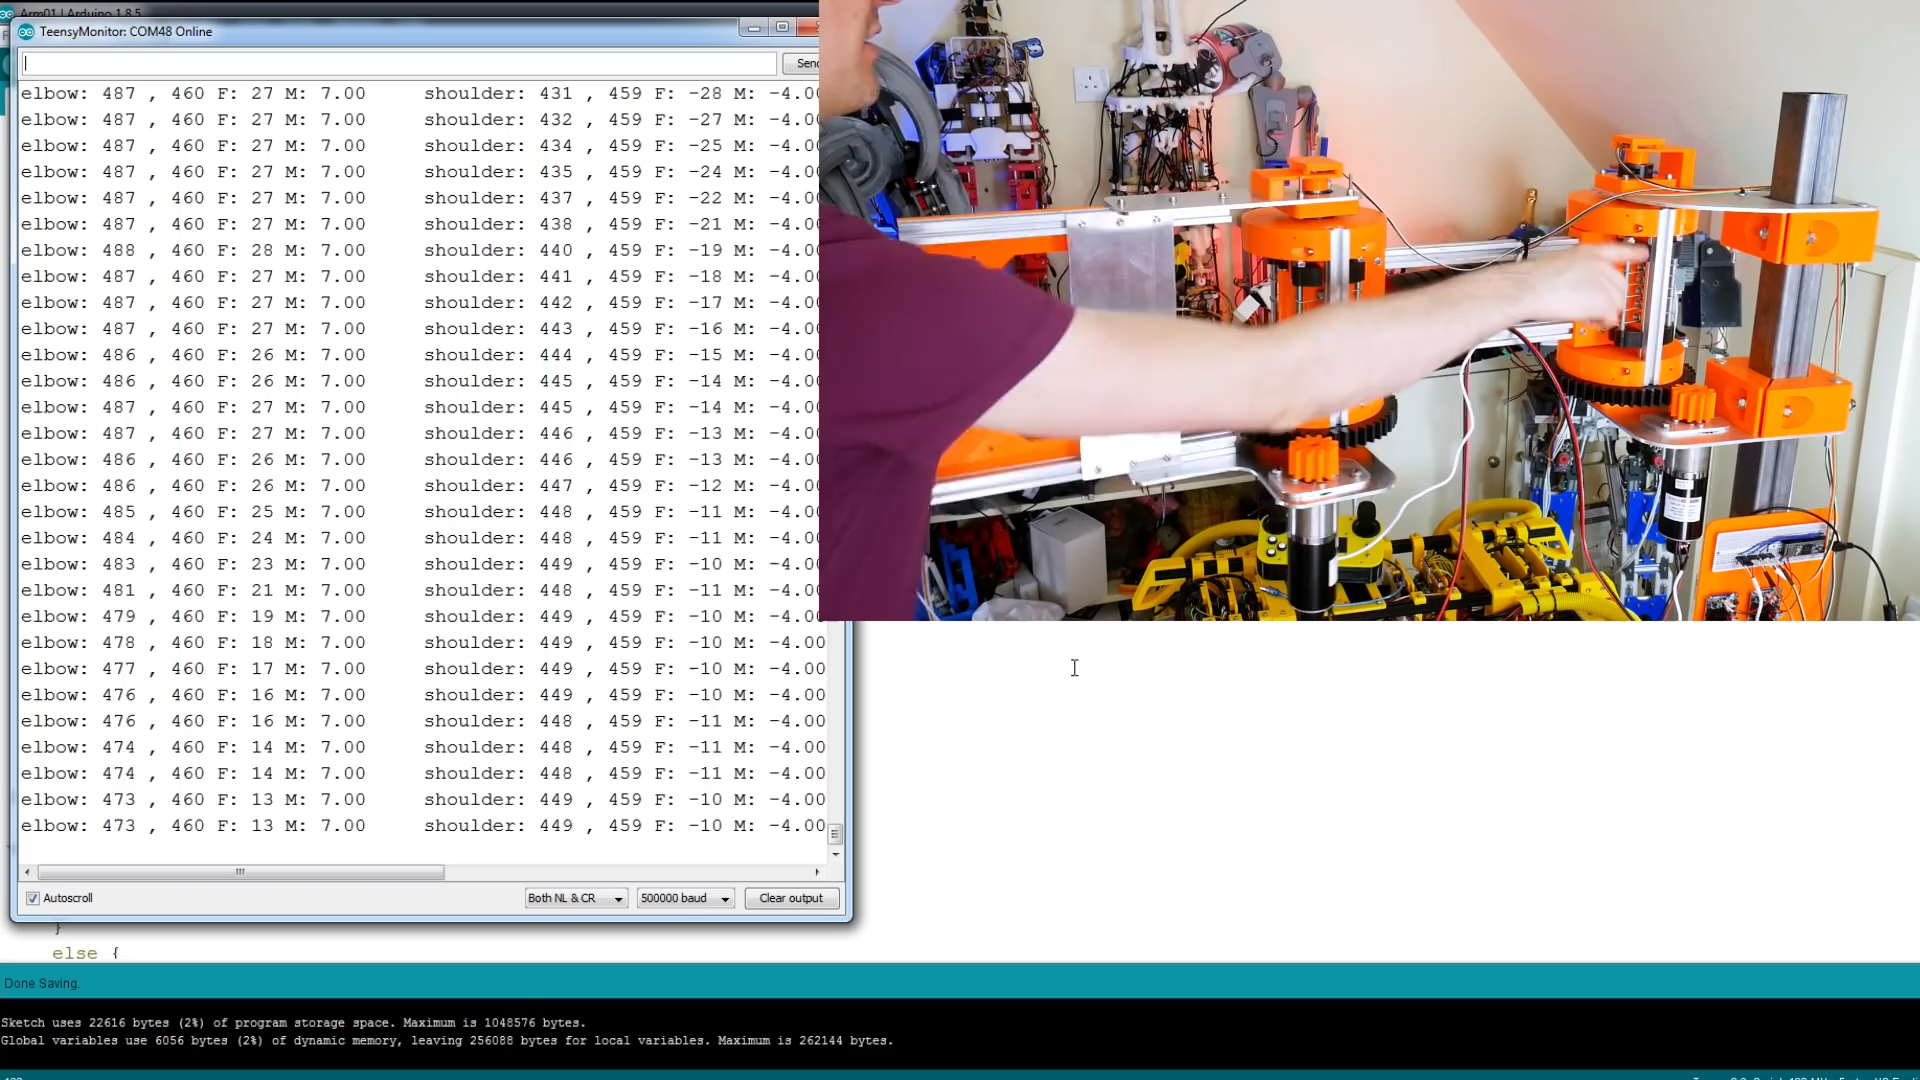 Arm01 | Arduino 1.8.5
TeensyMonitor: COM48 Online
Send
elbow: 487 , 460 F: 27 M: 7.00 shoulder: 431 , 459 F: -28 M: -4.00
elbow: 487 , 460 F: 27 M: 7.00 shoulder: 432 , 459 F: -27 M: -4.00
elbow: 487 , 460 F: 27 M: 7.00 shoulder: 434 , 459 F: -25 M: -4.00
elbow: 487 , 460 F: 27 M: 7.00 shoulder: 435 , 459 F: -24 M: -4.00
elbow: 487 , 460 F: 27 M: 7.00 shoulder: 437 , 459 F: -22 M: -4.00
elbow: 487 , 460 F: 27 M: 7.00 shoulder: 438 , 459 F: -21 M: -4.00
elbow: 488 , 460 F: 28 M: 7.00 shoulder: 440 , 459 F: -19 M: -4.00
elbow: 487 , 460 F: 27 M: 7.00 shoulder: 441 , 459 F: -18 M: -4.00
elbow: 487 , 460 F: 27 M: 7.00 shoulder: 442 , 459 F: -17 M: -4.00
elbow: 487 , 460 F: 27 M: 7.00 shoulder: 443 , 459 F: -16 M: -4.00
elbow: 486 , 460 F: 26 M: 7.00 shoulder: 444 , 459 F: -15 M: -4.00
elbow: 486 , 460 F: 26 M: 7.00 shoulder: 445 , 459 F: -14 M: -4.00
elbow: 487 , 460 F: 27 M: 7.00 shoulder: 445 , 459 F: -14 M: -4.00
elbow: 487 , 460 F: 27 M: 7.00 shoulder: 446 , 459 F: -13 M: -4.00
elbow: 486 , 460 F: 26 M: 7.00 shoulder: 446 , 459 F: -13 M: -4.00
elbow: 486 , 460 F: 26 M: 7.00 shoulder: 447 , 459 F: -12 M: -4.00
elbow: 485 , 460 F: 25 M: 7.00 shoulder: 448 , 459 F: -11 M: -4.00
elbow: 484 , 460 F: 24 M: 7.00 shoulder: 448 , 459 F: -11 M: -4.00
elbow: 483 , 460 F: 23 M: 7.00 shoulder: 449 , 459 F: -10 M: -4.00
elbow: 481 , 460 F: 21 M: 7.00 shoulder: 448 , 459 F: -11 M: -4.00
elbow: 479 , 460 F: 19 M: 7.00 shoulder: 449 , 459 F: -10 M: -4.00
elbow: 478 , 460 F: 18 M: 7.00 shoulder: 449 , 459 F: -10 M: -4.00
elbow: 477 , 460 F: 17 M: 7.00 shoulder: 449 , 459 F: -10 M: -4.00
elbow: 476 , 460 F: 16 M: 7.00 shoulder: 449 , 459 F: -10 M: -4.00
elbow: 476 , 460 F: 16 M: 7.00 shoulder: 448 , 459 F: -11 M: -4.00
elbow: 474 , 460 F: 14 M: 7.00 shoulder: 448 , 459 F: -11 M: -4.00
elbow: 474 , 460 F: 14 M: 7.00 shoulder: 448 , 459 F: -11 M: -4.00
elbow: 473 , 460 F: 13 M: 7.00 shoulder: 449 , 459 F: -10 M: -4.00
elbow: 473 , 460 F: 13 M: 7.00 shoulder: 449 , 459 F: -10 M: -4.00
Autoscroll Both NL & CR 500000 baud Clear output
}
else {
Done Saving.
Sketch uses 22616 bytes (2%) of program storage space. Maximum is 1048576 bytes.
Global variables use 6056 bytes (2%) of dynamic memory, leaving 256088 bytes for local variables. Maximum is 262144 bytes.